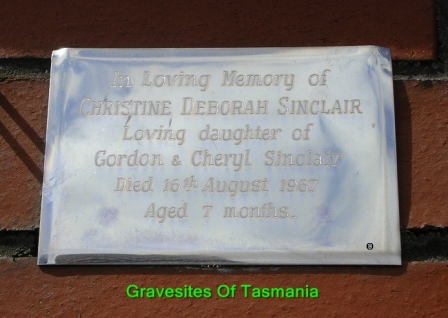 In Loving Memory of
CHRISTINE DEBORAH SINCLAIR
Loving daughter of
Gordon & Cheryl Sinclair
Died 16th August 1967
Aged 7 months.
Gravesites Of Tasmania